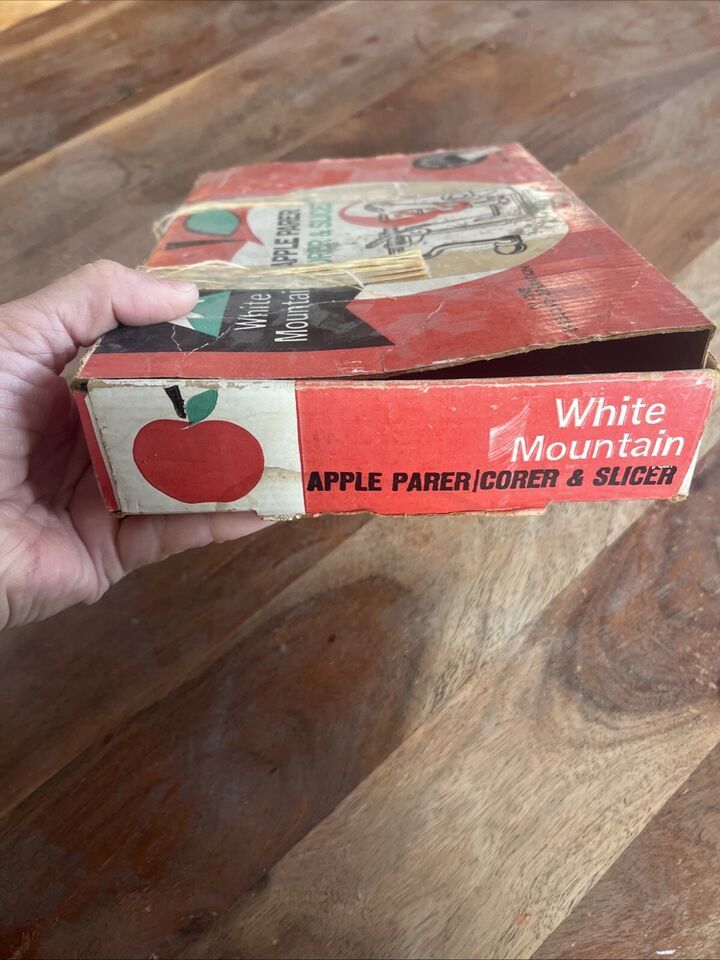 APPLE PARER
CORER & SLICER
White
Mountain
White
Mountain
APPLE PARER/CORER & SLICER